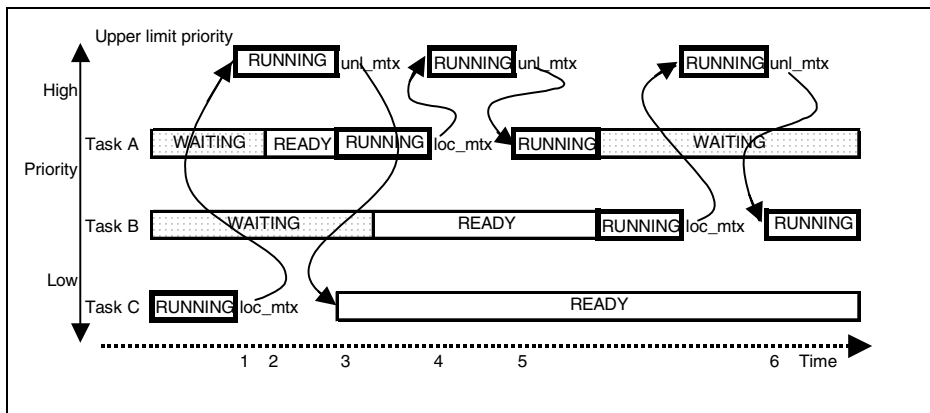 Upper limit priority
RUNNING unl_mtx RUNNING unl_mtx RUNNING unl_mtx
High
Task A WAITING READY RUNNING loc_mtx RUNNING WAITING
Priority
Task B WAITING READY RUNNING loc_mtx RUNNING
Low
Task C RUNNING loc_mtx READY
1 2 3 4 5 6 Time